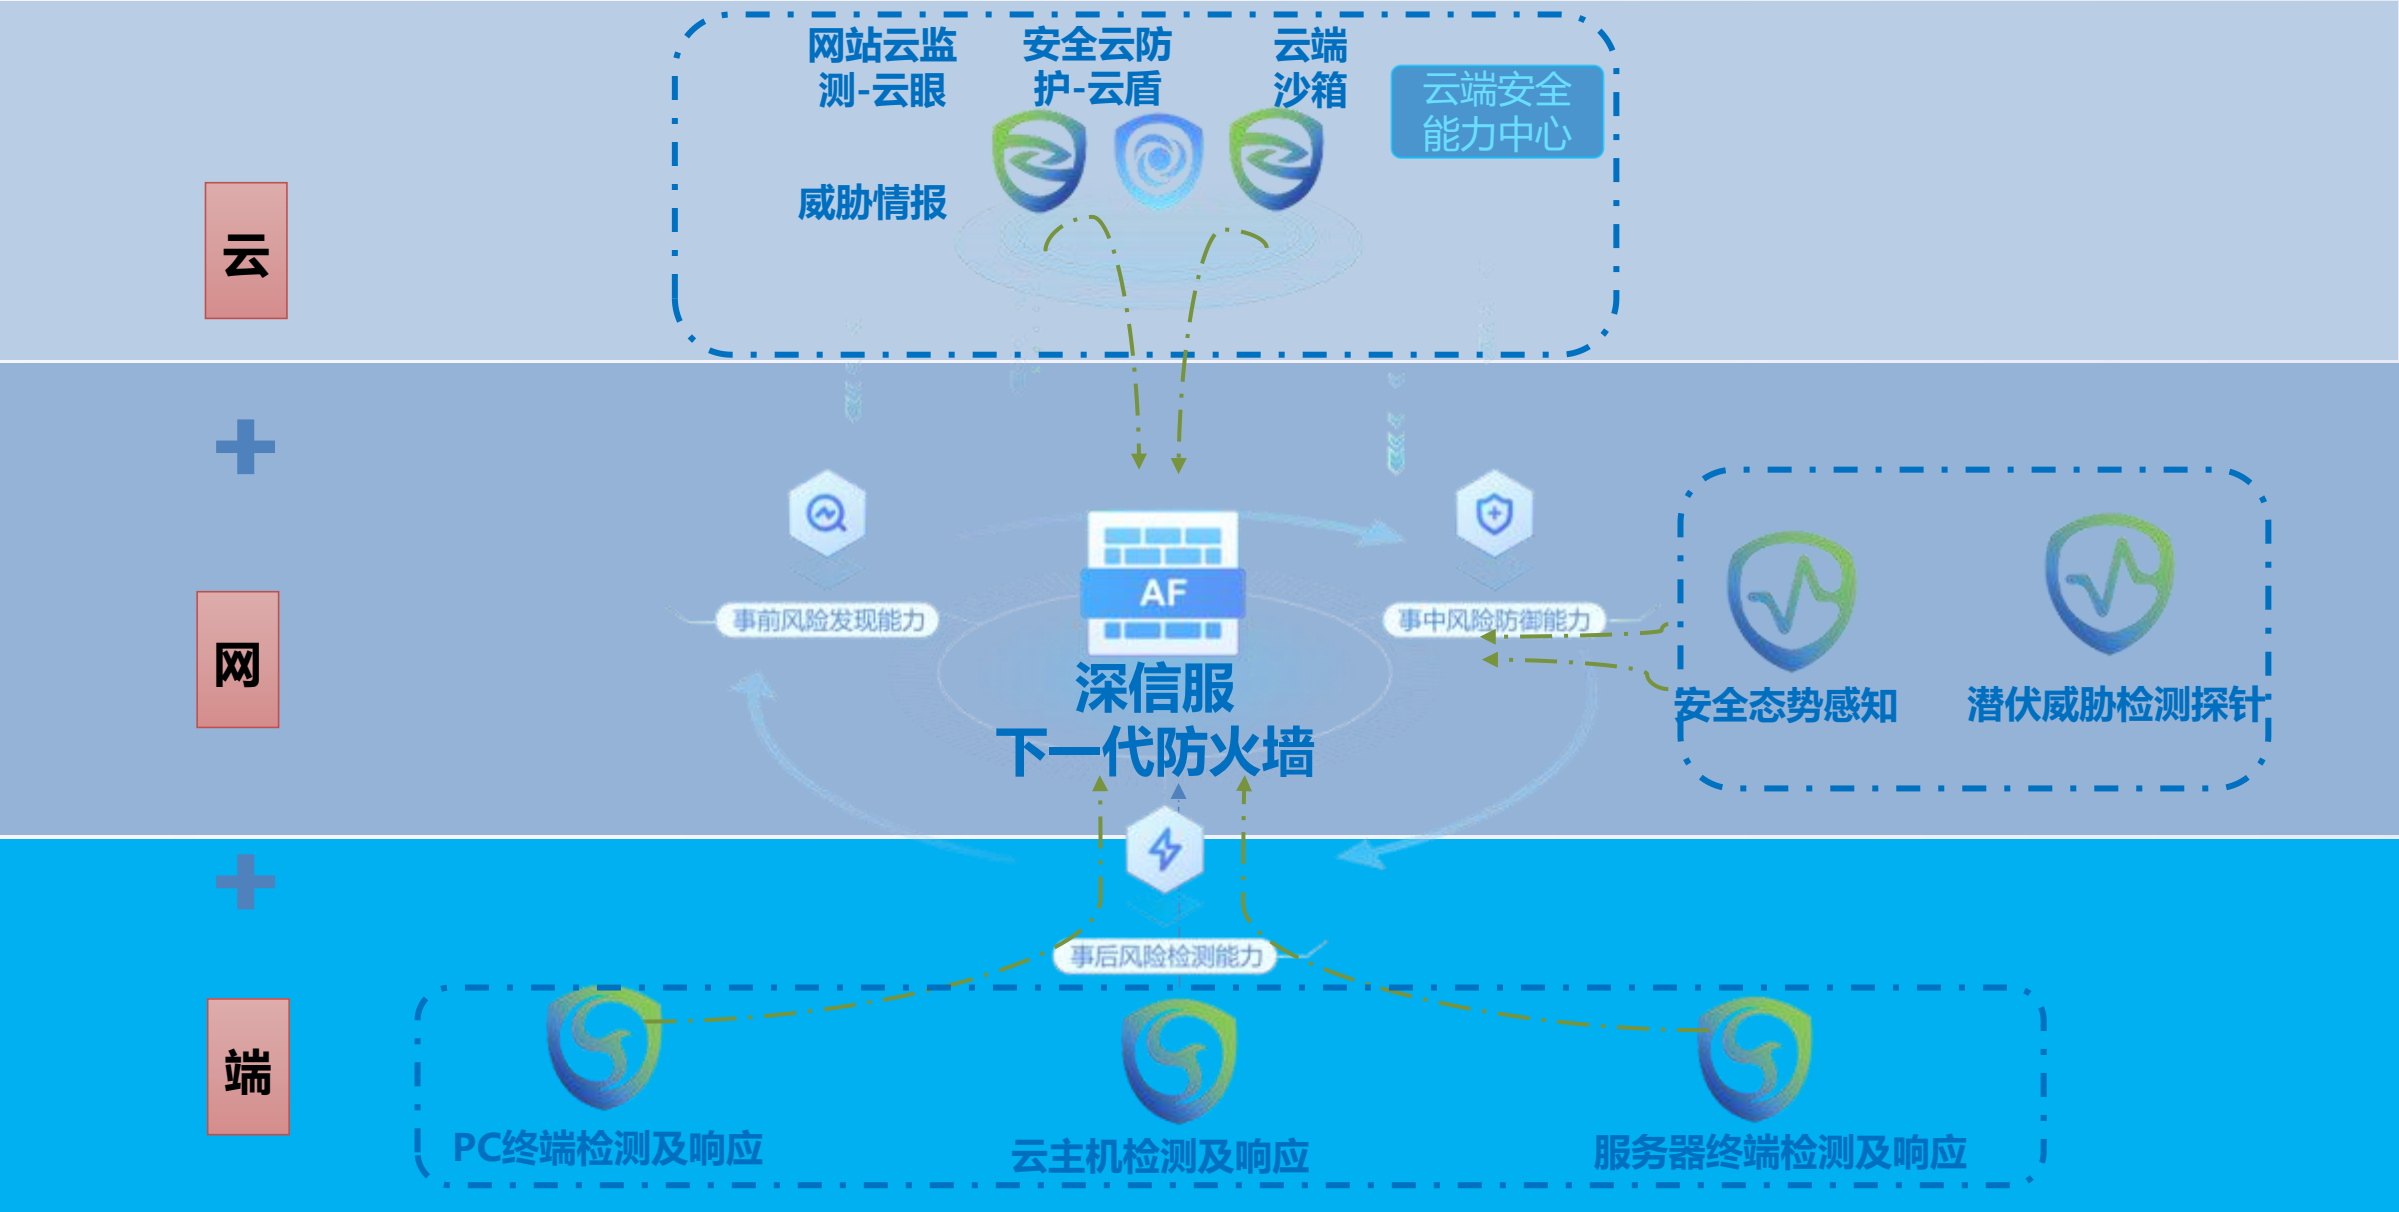 网站云监
测-云眼
安全云防
护-云盾
云端
沙箱
云端安全
能力中心
威胁情报
云
事前风险发现能力
AF
事中风险防御能力
网
深信服
下一代防火墙
安全态势感知
潜伏威胁检测探针
事后风险检测能力
端
PC终端检测及响应
云主机检测及响应
服务器终端检测及响应